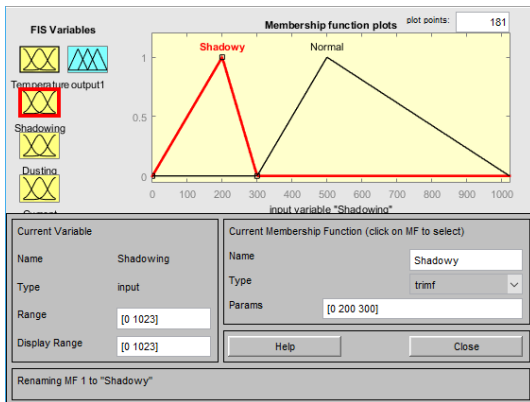 FIS Variables
Membership function plots
plot points:
181
Temperature output1
Shadowing
Dusting
Current
Shadowy
Normal
1
0.5
0
0 100 200 300 400 500 600 700 800 900 1000
input variable "Shadowing"
Current Variable
Name Shadowing
Type input
Range [0 1023]
Display Range [0 1023]
Current Membership Function (click on MF to select)
Name Shadowy
Type trimf
Params [0 200 300]
Help
Close
Renaming MF 1 to "Shadowy"